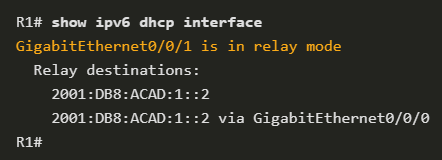 R1# show ipv6 dhcp interface
GigabitEthernet0/0/1 is in relay mode
Relay destinations:
2001:DB8:ACAD:1::2
2001:DB8:ACAD:1::2 via GigabitEthernet0/0/0
R1#